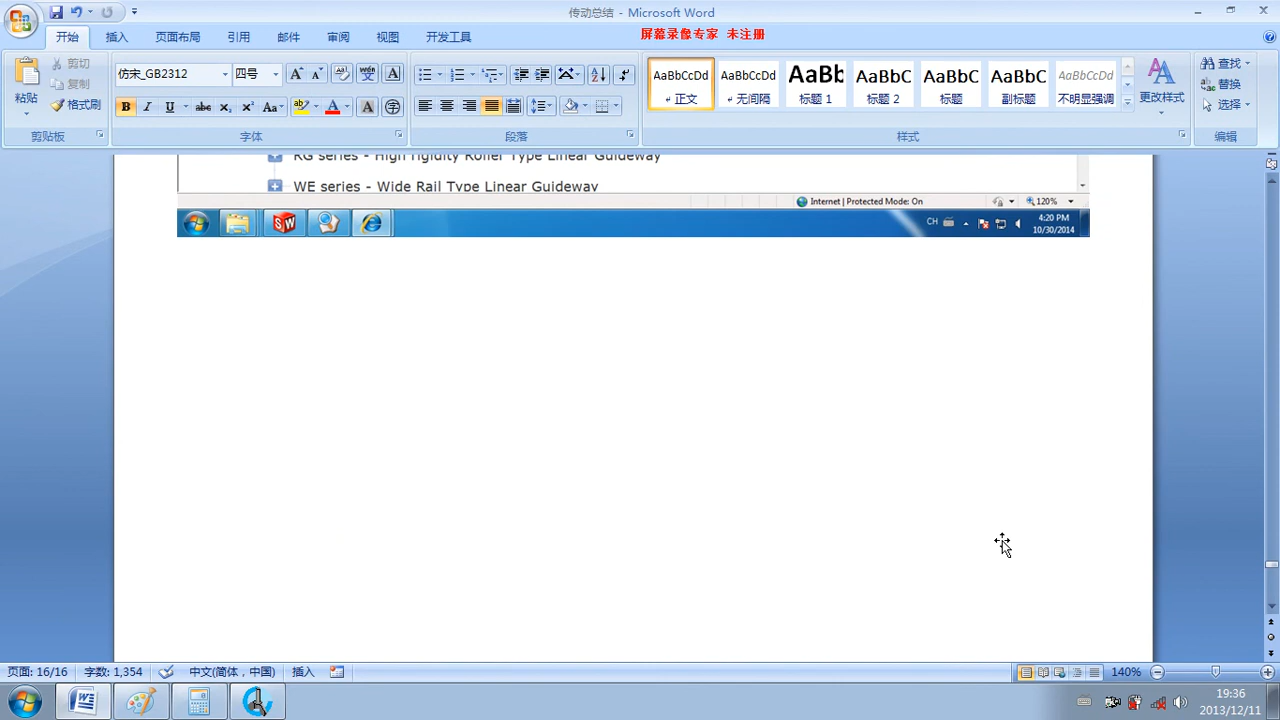 传动总结 - Microsoft Word
开始 插入 页面布局 引用 邮件 审阅 视图 开发工具
屏幕录像专家 未注册
粘贴 剪切 复制 格式刷
剪贴板
仿宋_GB2312 四号
字体
段落
AaBbCcDd 正文
AaBbCcDd 无间隔
AaBb 标题 1
AaBbC 标题 2
AaBbC 标题
AaBbC 副标题
AaBbCcDd 不明显强调
更改样式
样式
查找
替换
选择
编辑
RG series - High rigidity Roller Type Linear Guideway
WE series - Wide Rail Type Linear Guideway
Internet | Protected Mode: On 120%
CH 4:20 PM
10/30/2014
页面: 16/16 字数: 1,354 中文(简体，中国) 插入 140%
19:36
2013/12/11